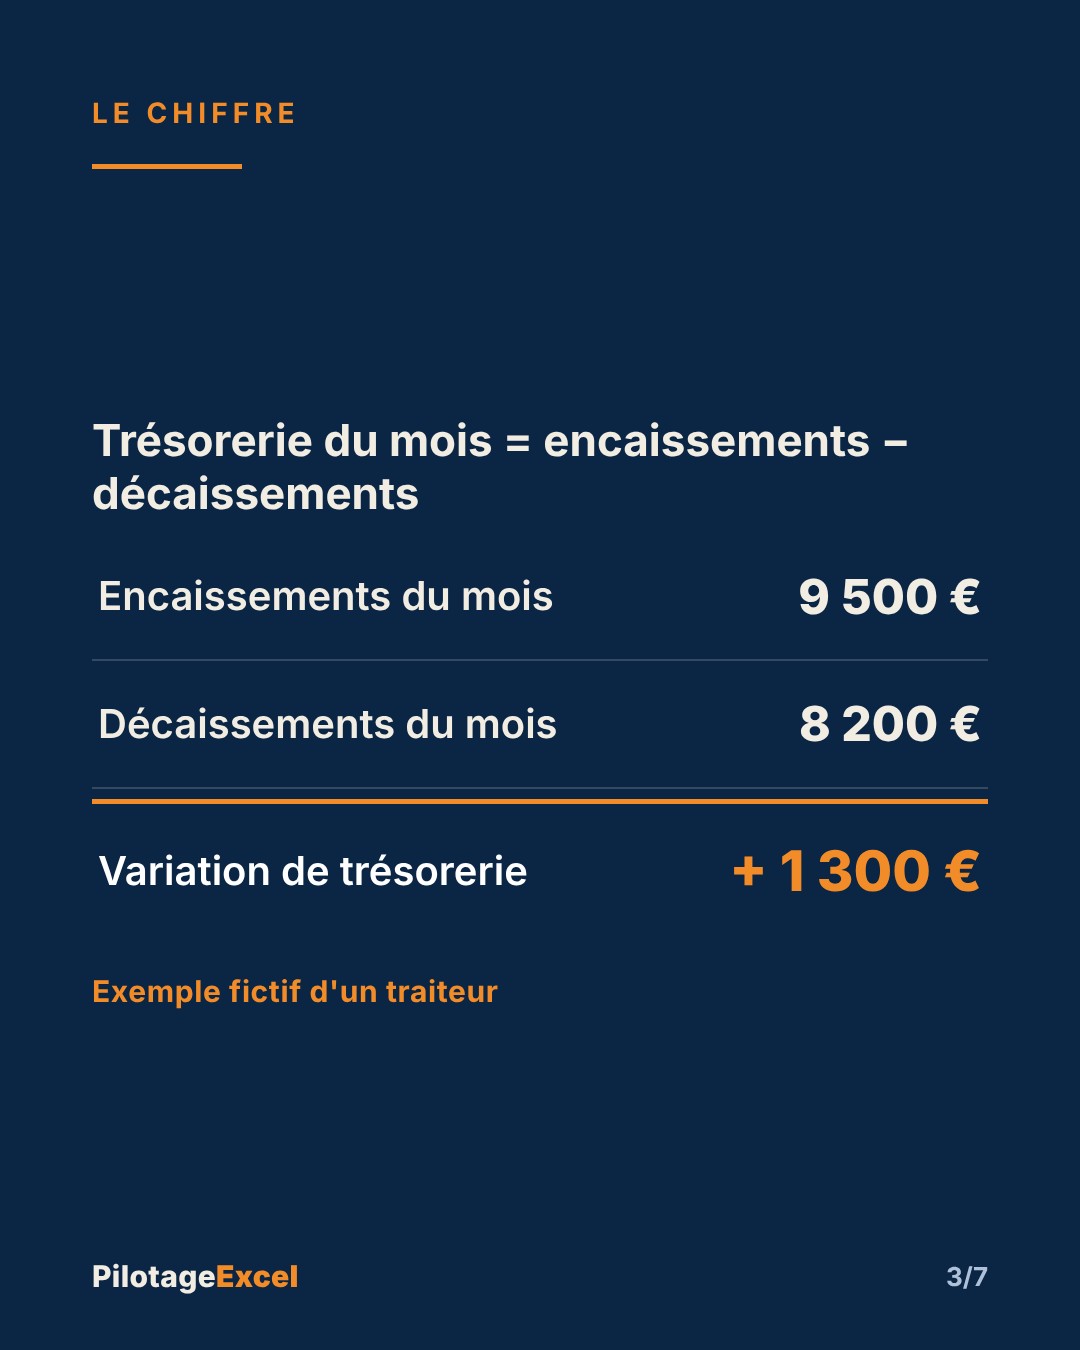 LE CHIFFRE
Trésorerie du mois = encaissements –
décaissements
Encaissements du mois 9 500 €
Décaissements du mois 8 200 €
Variation de trésorerie + 1 300 €
Exemple fictif d'un traiteur
PilotageExcel 3/7